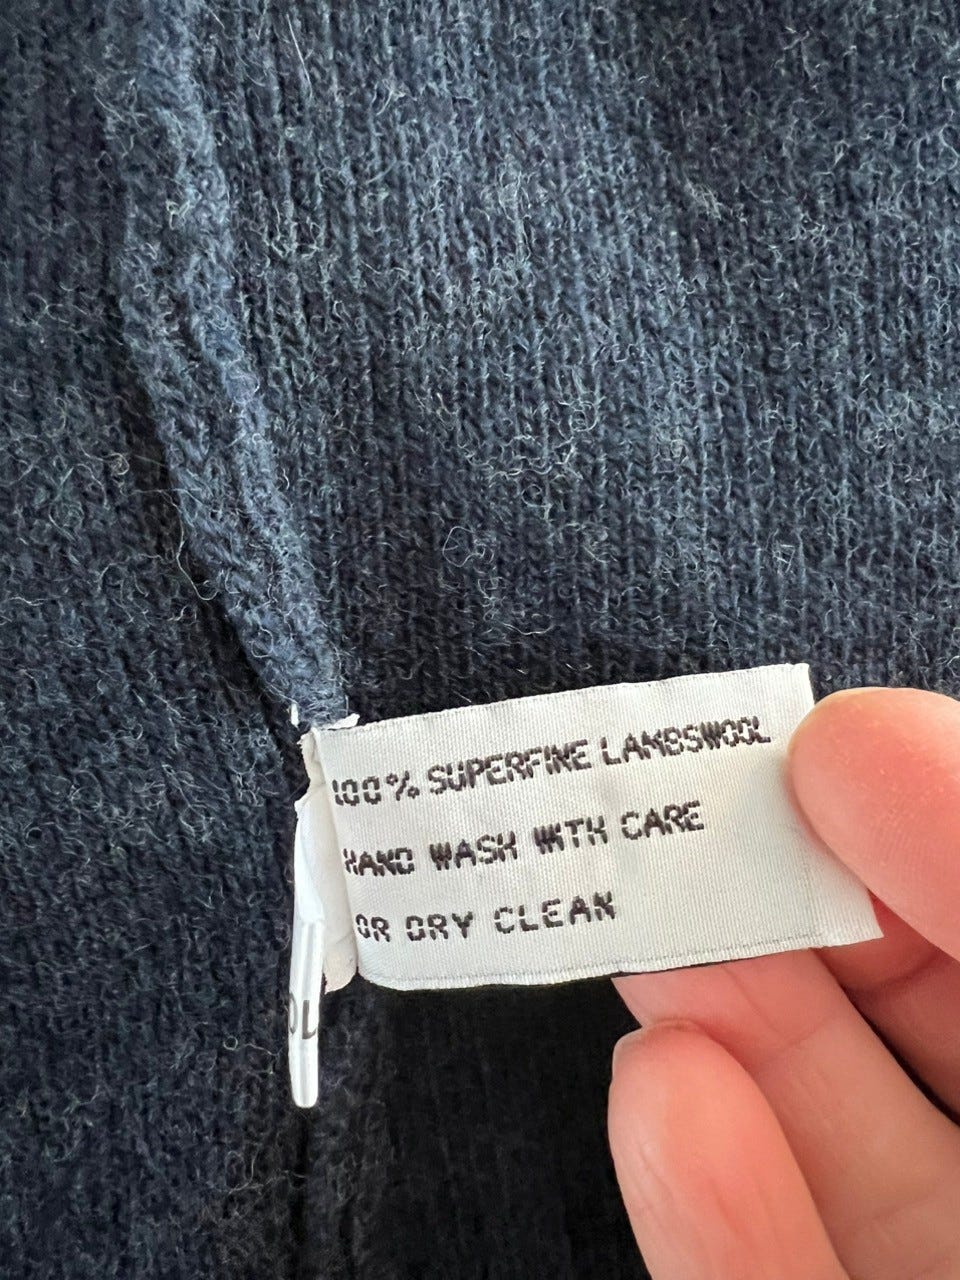 100% SUPERFINE LAMBSWOOL
HAND WASH WITH CARE
OR DRY CLEAN